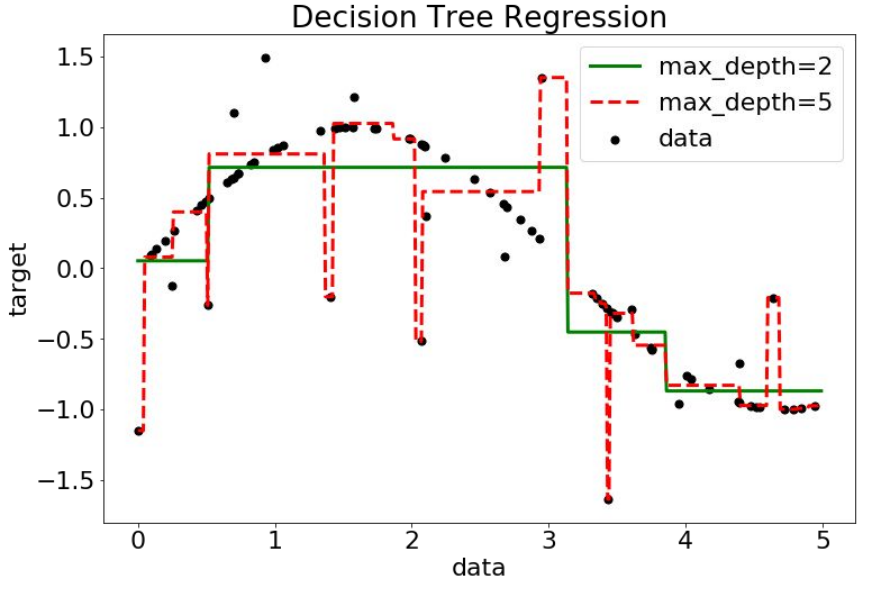 Decision Tree Regression
max_depth=2
max_depth=5
data
1.5
1.0
0.5
0.0
−0.5
−1.0
−1.5
target
0 1 2 3 4 5
data